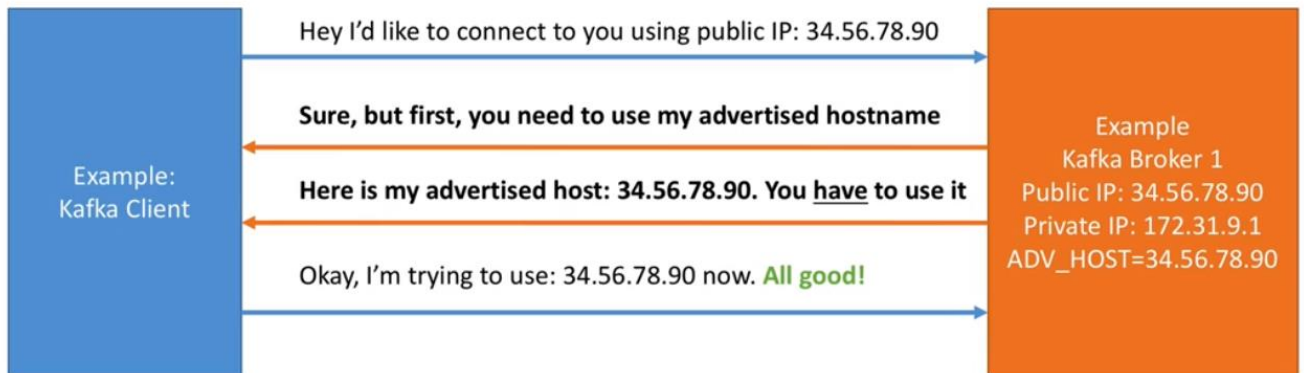 Hey I'd like to connect to you using public IP: 34.56.78.90
Sure, but first, you need to use my advertised hostname
Here is my advertised host: 34.56.78.90. You have to use it
Okay, I'm trying to use: 34.56.78.90 now. All good!
Example:
Kafka Client
Example
Kafka Broker 1
Public IP: 34.56.78.90
Private IP: 172.31.9.1
ADV_HOST=34.56.78.90